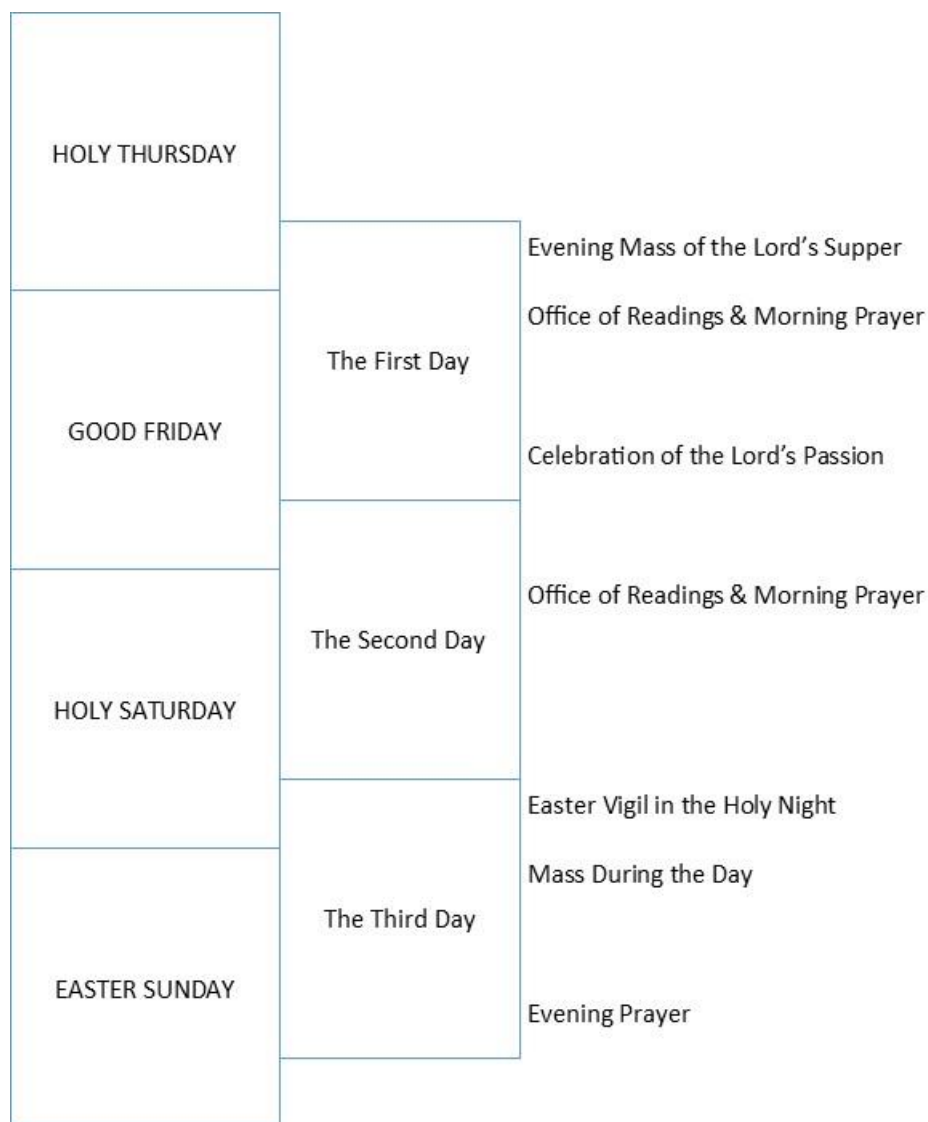 HOLY THURSDAY
Evening Mass of the Lord’s Supper
Office of Readings & Morning Prayer
The First Day
GOOD FRIDAY
Celebration of the Lord’s Passion
Office of Readings & Morning Prayer
The Second Day
HOLY SATURDAY
Easter Vigil in the Holy Night
Mass During the Day
The Third Day
EASTER SUNDAY
Evening Prayer